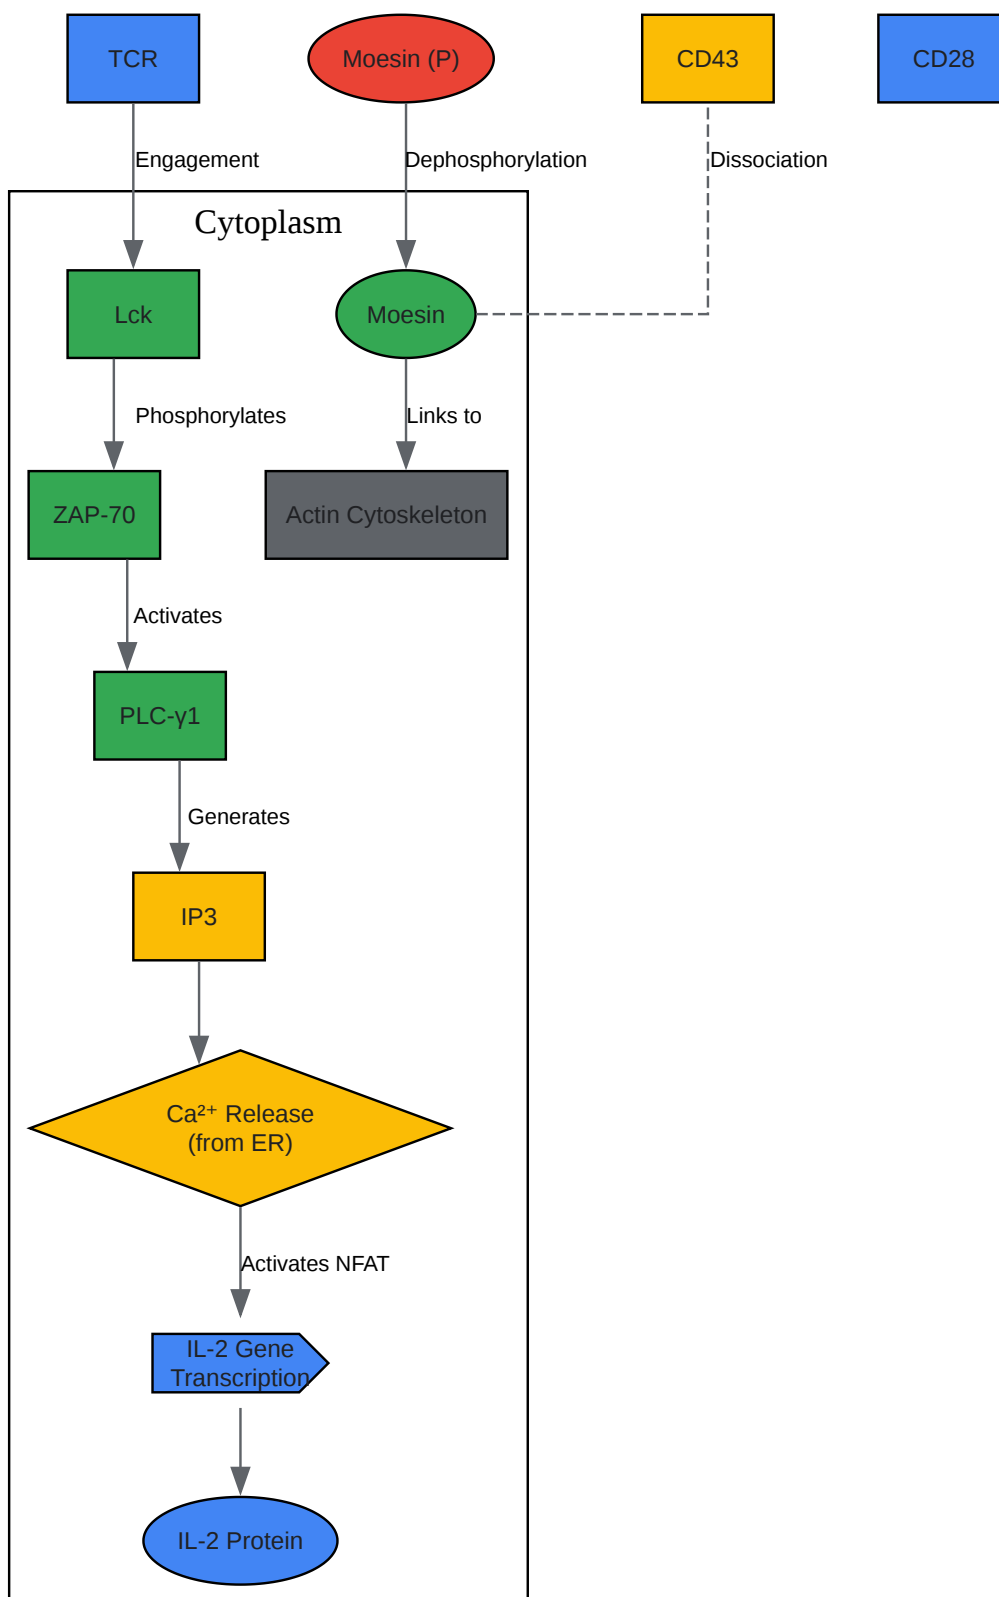 TCR
Moesin (P)
CD43
CD28
Engagement
Dephosphorylation
Dissociation
Cytoplasm
Lck
Moesin
Phosphorylates
Links to
ZAP-70
Actin Cytoskeleton
Activates
PLC-γ1
Generates
IP3
Ca²⁺ Release
(from ER)
Activates NFAT
IL-2 Gene
Transcription
IL-2 Protein